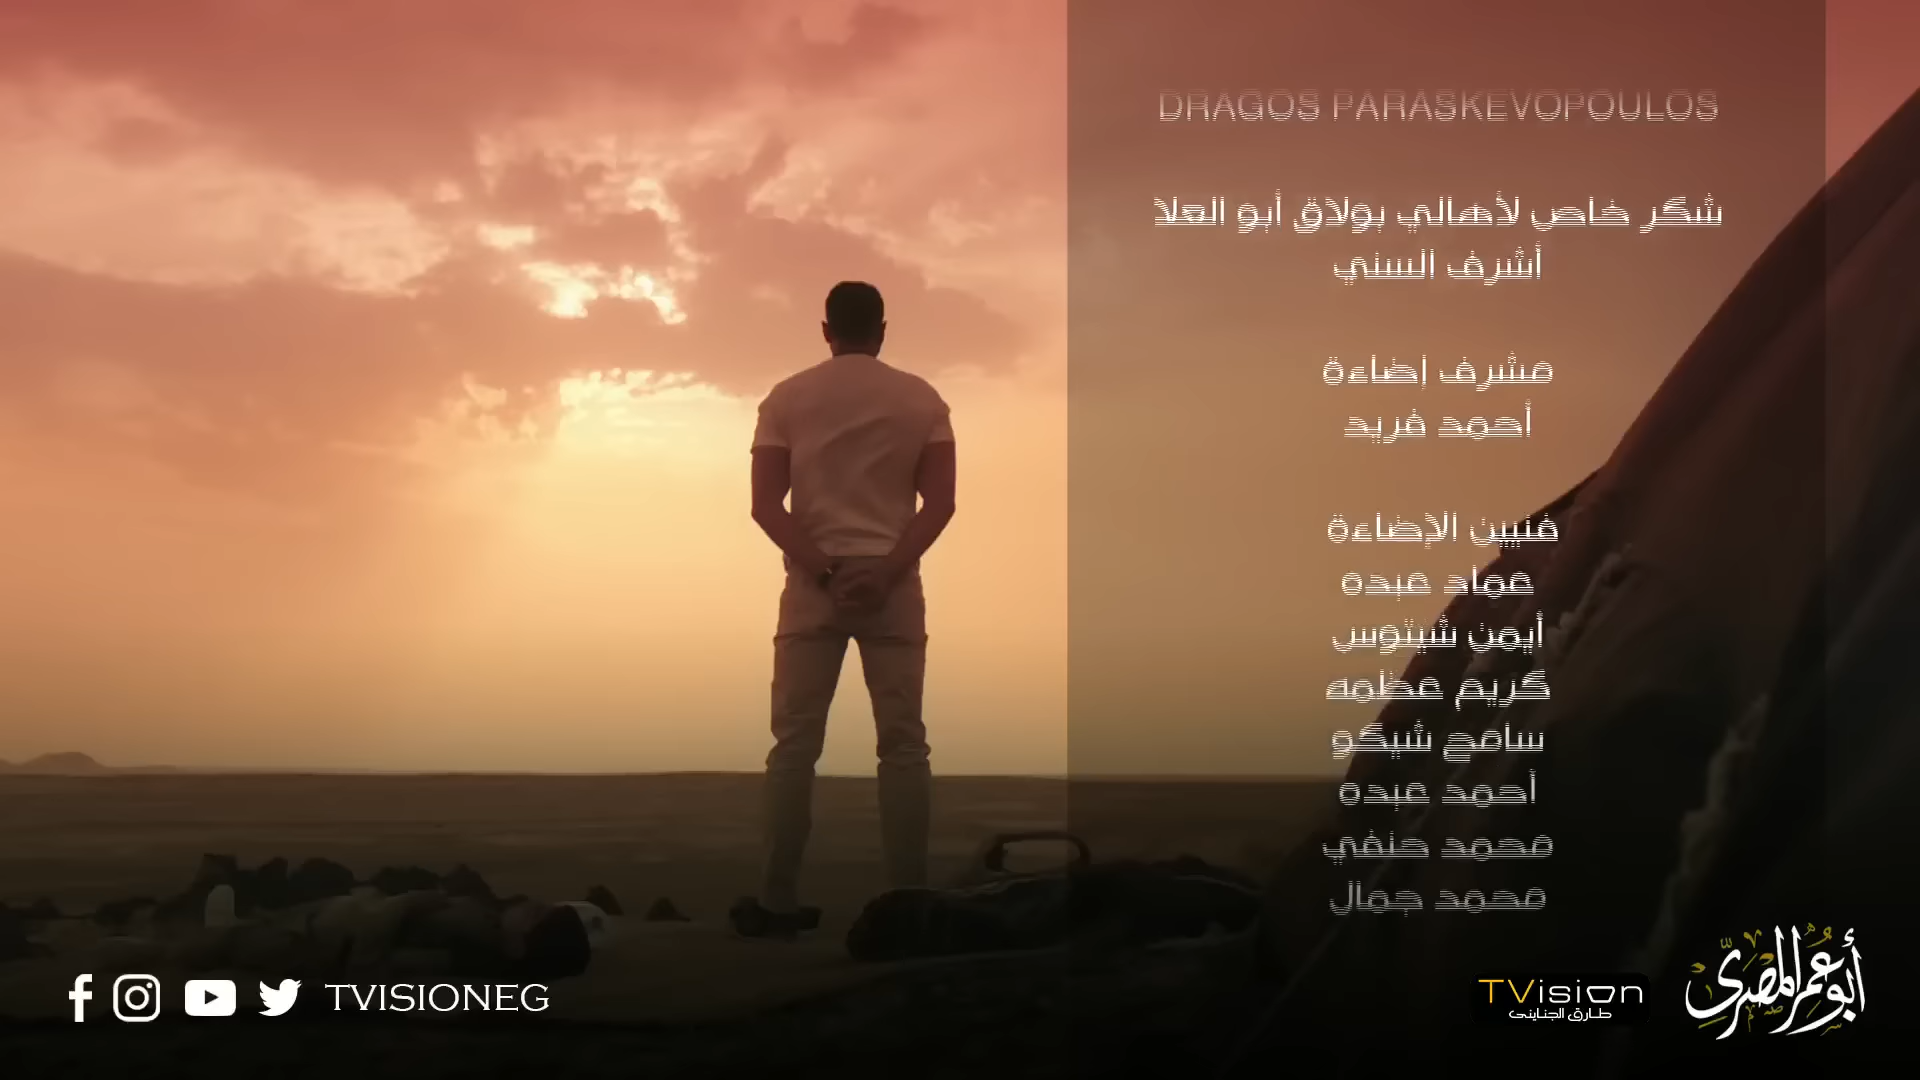 DRAGOS PARASKEVOPOULOS
شكر خاص لأهالي بولاق أبو العلا
أشرف السني
مشرف إضاءة
أحمد فريد
فنيين الإضاءة
عماد عبده
أيمن شيتوس
كريم عظمه
سامح شيكو
أحمد عبده
محمد حنفي
محمد جمال
TVISIONEG
TVision
طارق الجنايني
أبو عمر المصري